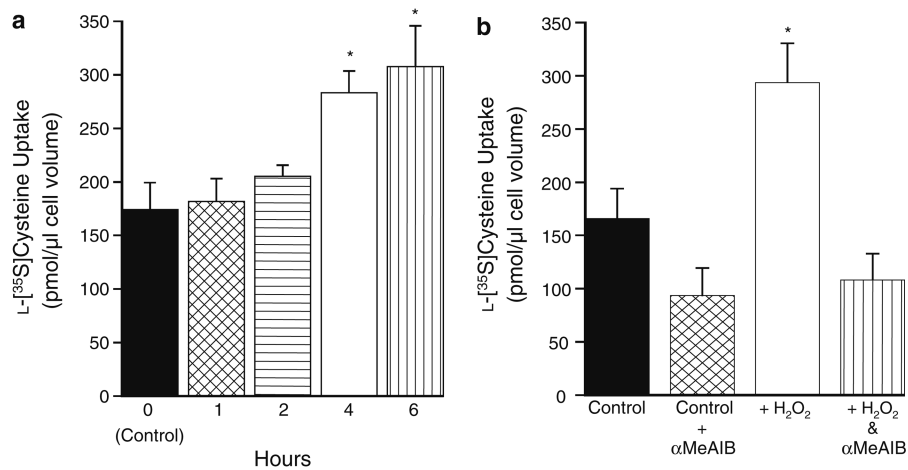 a
L-[³⁵S]Cysteine Uptake
(pmol/µl cell volume)
350
300
250
200
150
100
50
0
*
*
0
1
2
4
6
(Control)
Hours
b
L-[³⁵S]Cysteine Uptake
(pmol/µl cell volume)
350
300
250
200
150
100
50
0
*
Control
Control
+
αMeAIB
+ H₂O₂
+ H₂O₂
&
αMeAIB